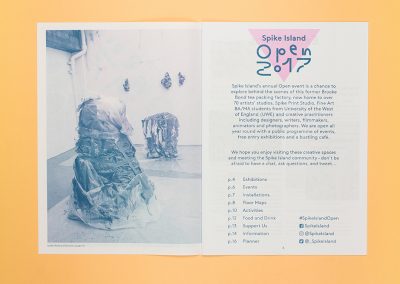 Spike Island
Open
2017
Spike Island's annual Open event is a chance to
explore behind the scenes of this former Brooke
Bond tea packing factory, now home to over
70 artists' studios, Spike Print Studio, Fine Art
BA/MA students from University of the West
of England (UWE) and creative practitioners
including designers, writers, filmmakers,
animators and photographers. We are open all
year round with a public programme of events,
free entry exhibitions and a bustling café.
We hope you enjoy visiting these creative spaces
and meeting the Spike Island community - don't be
afraid to have a chat, ask questions, and tweet.
p.4 Exhibitions
p.6 Events
p.7 Installations
p.8 Floor Maps
p.10 Activities
p.12 Food and Drink #SpikeIslandOpen
p.13 Support Us SpikeIsland
p.14 Information @SpikeIsland
p.16 Planner @_SpikeIsland